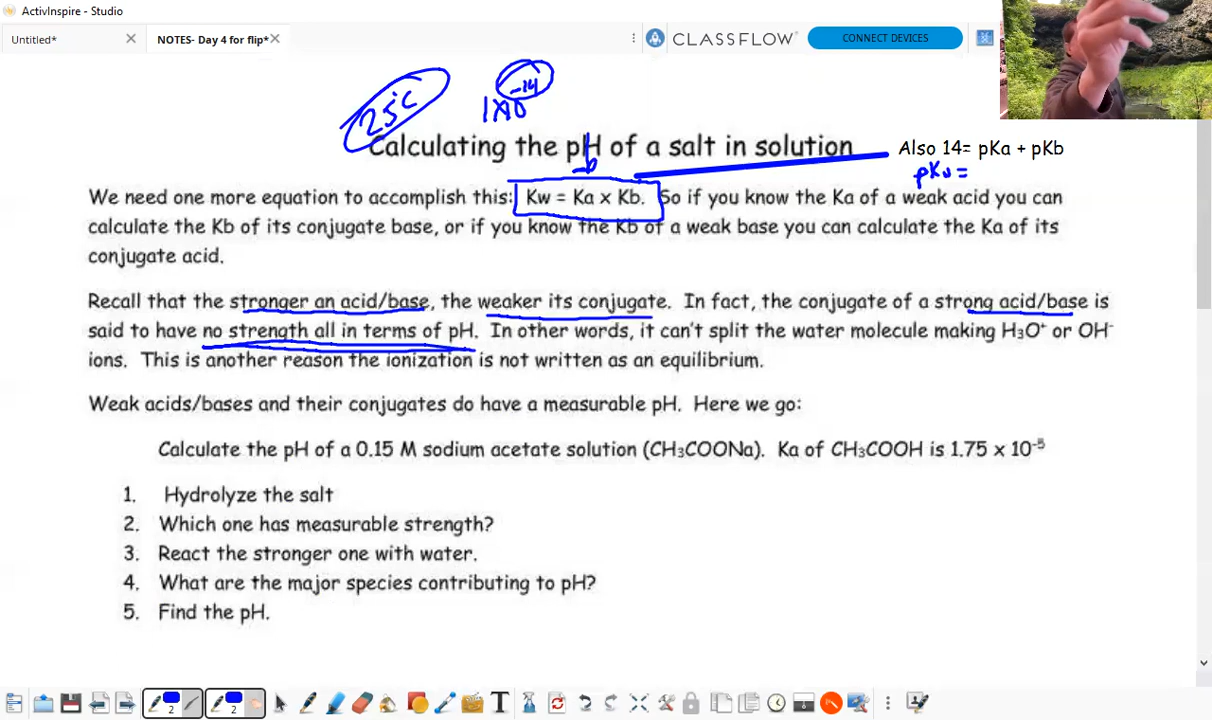 ActivInspire - Studio
Untitled*
NOTES- Day 4 for flip*
CLASSFLOW
CONNECT DEVICES
25°C
1x10-14
Calculating the pH of a salt in solution
Also 14= pKa + pKb
pKw =
We need one more equation to accomplish this: Kw = Ka x Kb. So if you know the Ka of a weak acid you can
calculate the Kb of its conjugate base, or if you know the Kb of a weak base you can calculate the Ka of its
conjugate acid.
Recall that the stronger an acid/base, the weaker its conjugate. In fact, the conjugate of a strong acid/base is
said to have no strength all in terms of pH. In other words, it can't split the water molecule making H₃O⁺ or OH⁻
ions. This is another reason the ionization is not written as an equilibrium.
Weak acids/bases and their conjugates do have a measurable pH. Here we go:
Calculate the pH of a 0.15 M sodium acetate solution (CH₃COONa). Ka of CH₃COOH is 1.75 x 10⁻⁵
1. Hydrolyze the salt
2. Which one has measurable strength?
3. React the stronger one with water.
4. What are the major species contributing to pH?
5. Find the pH.
2
2
T